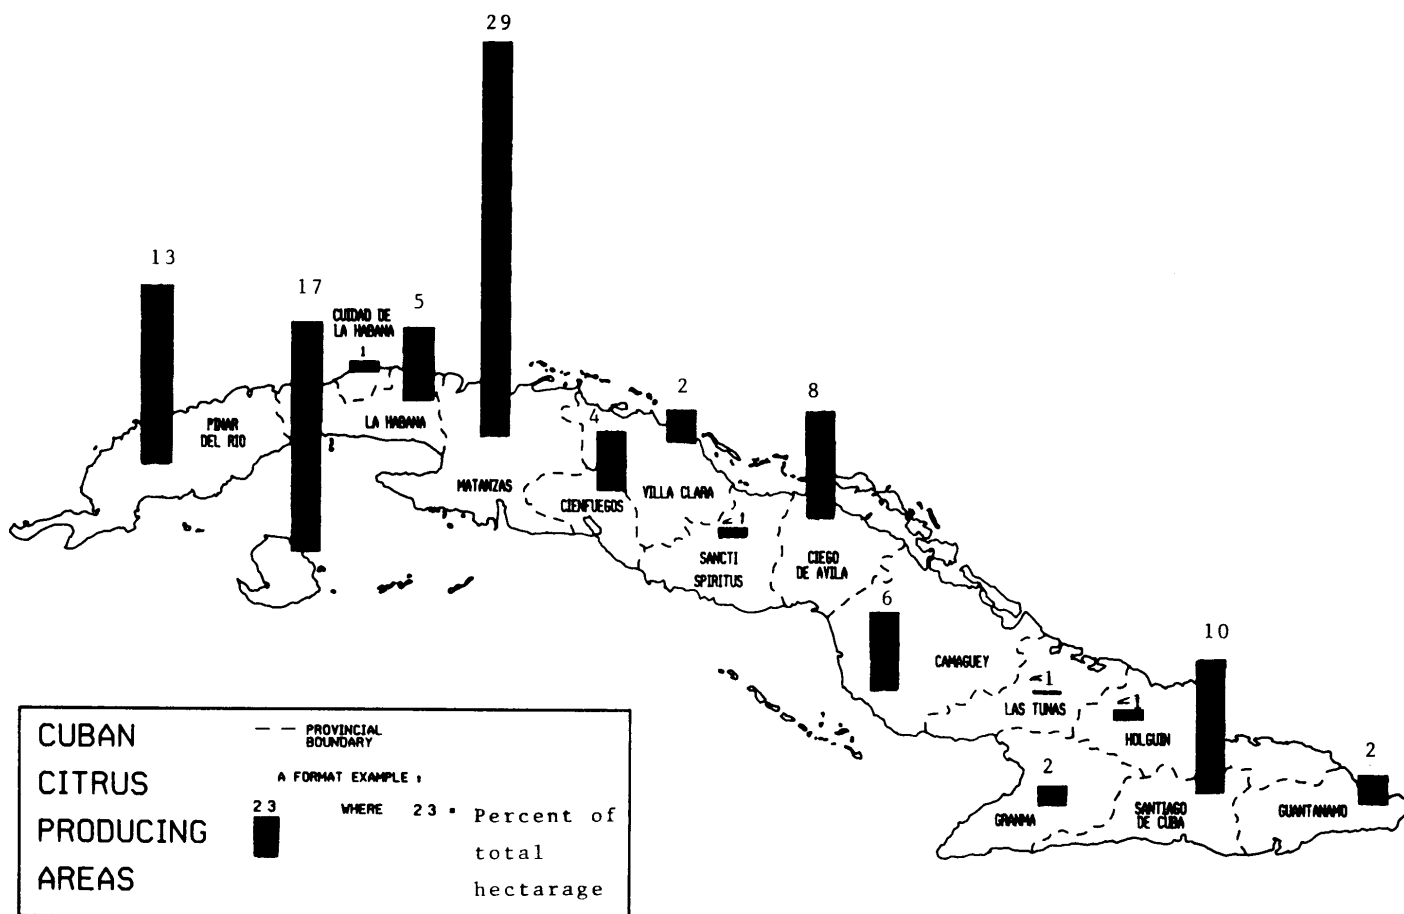 29
13
17
CUIDAD DE
LA HABANA
1
5
PINAR
DEL RIO
LA HABANA
MATANZAS
4
CIENFUEGOS
2
VILLA CLARA
<1
SANCTI
SPIRITUS
8
CIEGO
DE AVILA
6
CAMAGUEY
<1
LAS TUNAS
<1
HOLGUIN
10
2
GRANMA
SANTIAGO
DE CUBA
2
GUANTANAMO
CUBAN
CITRUS
PRODUCING
AREAS
— — PROVINCIAL
BOUNDARY
A FORMAT EXAMPLE :
23 WHERE 23 = Percent of
total
hectarage